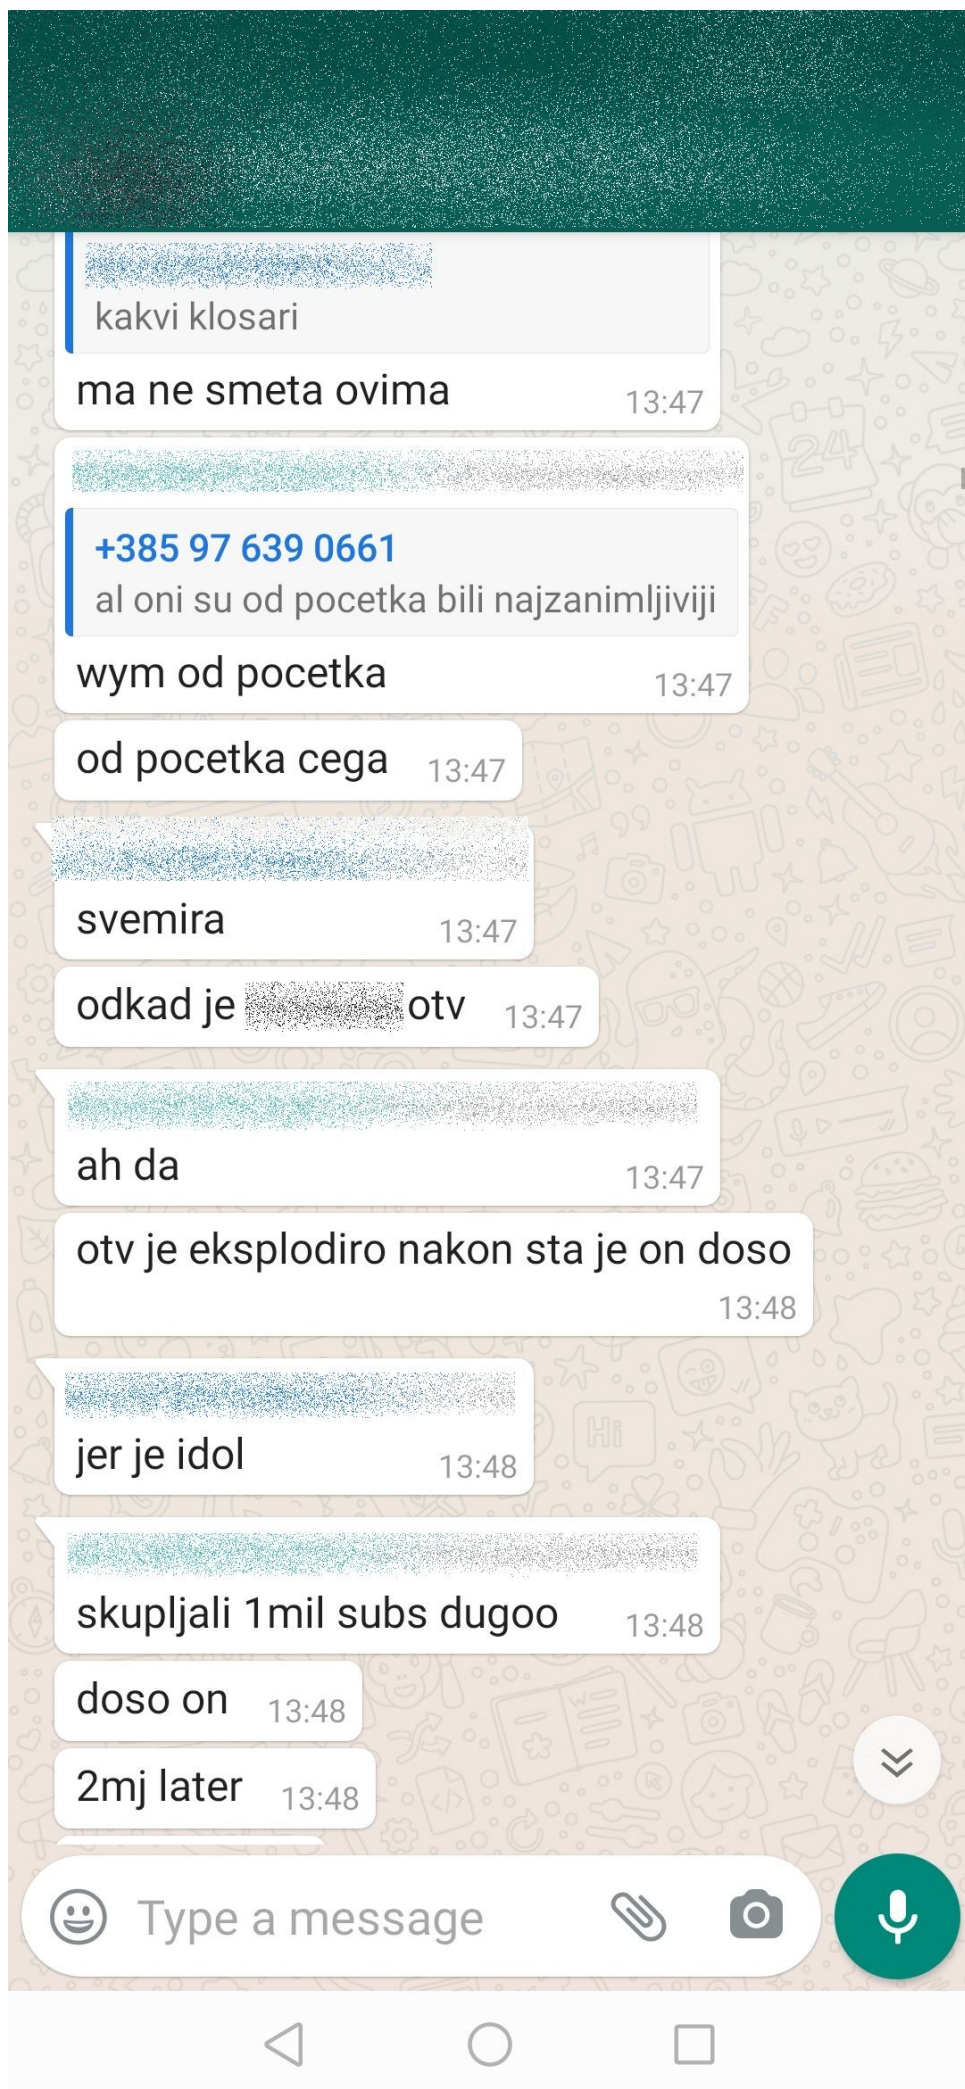 kakvi klosari
ma ne smeta ovima 13:47
+385 97 639 0661
al oni su od pocetka bili najzanimljiviji
wym od pocetka 13:47
od pocetka cega 13:47
svemira 13:47
odkad je otv 13:47
ah da 13:47
otv je eksplodiro nakon sta je on doso
13:48
jer je idol 13:48
skupljali 1mil subs dugoo 13:48
doso on 13:48
2mj later 13:48
Type a message